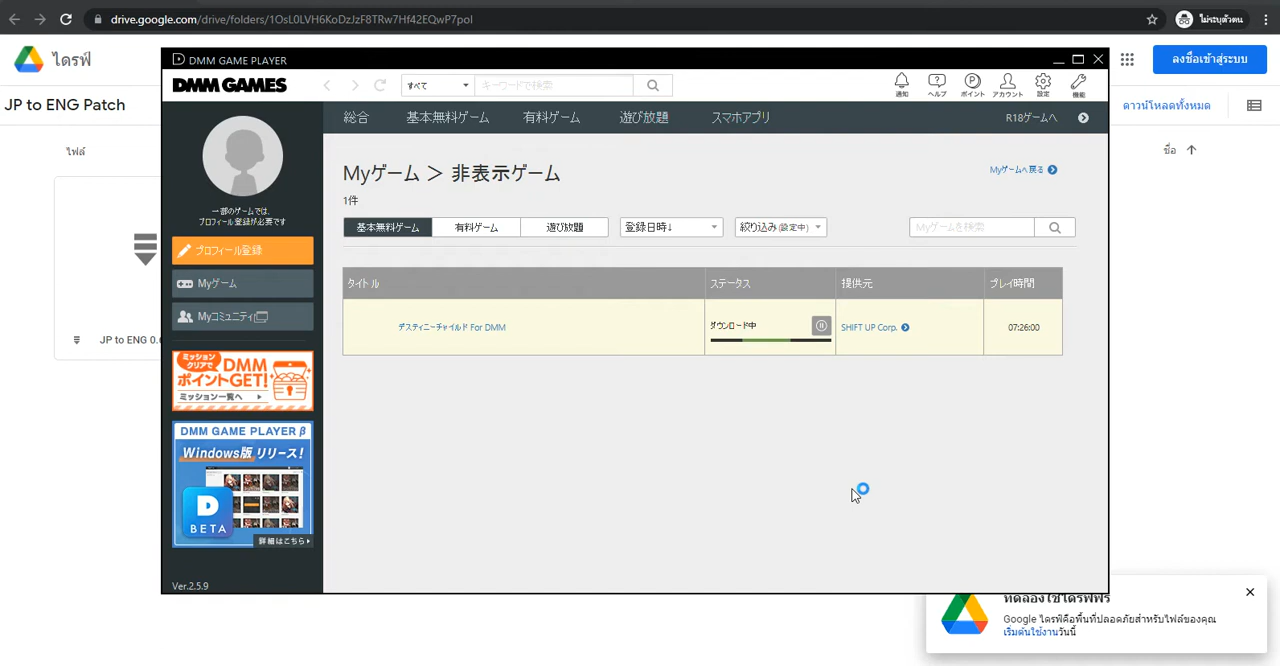 drive.google.com/drive/folders/1OsL0LVH6KoDzJzF8TRw7Hf42EQwP7pol
ไม่ระบุตัวตน
ไดรฟ์
ลงชื่อเข้าสู่ระบบ
JP to ENG Patch
ดาวน์โหลดทั้งหมด
ไฟล์
ชื่อ
JP to ENG 0.
DMM GAME PLAYER
DMM GAMES
すべて
キーワードで検索
通知
ヘルプ
ポイント
アカウント
設定
機能
総合
基本無料ゲーム
有料ゲーム
遊び放題
スマホアプリ
R18ゲームへ
一部のゲームでは、
プロフィール登録が必要です
プロフィール登録
Myゲーム
Myコミュニティ
ミッション
クリアで
DMM
ポイントGET!
ミッション一覧へ
DMM GAME PLAYER β
Windows版 リリース!
D
BETA
詳細はこちら
Ver.2.5.9
Myゲーム > 非表示ゲーム
Myゲームへ戻る
1件
基本無料ゲーム
有料ゲーム
遊び放題
登録日時↓
絞り込み(設定中)
Myゲームを検索
タイトル
ステータス
提供元
プレイ時間
デスティニーチャイルド For DMM
ダウンロード中
SHIFT UP Corp.
07:26:00
ทดลองใช้ไดรฟ์ฟรี
Google ไดรฟ์คือพื้นที่ปลอดภัยสำหรับไฟล์ของคุณ
เริ่มต้นใช้งานวันนี้